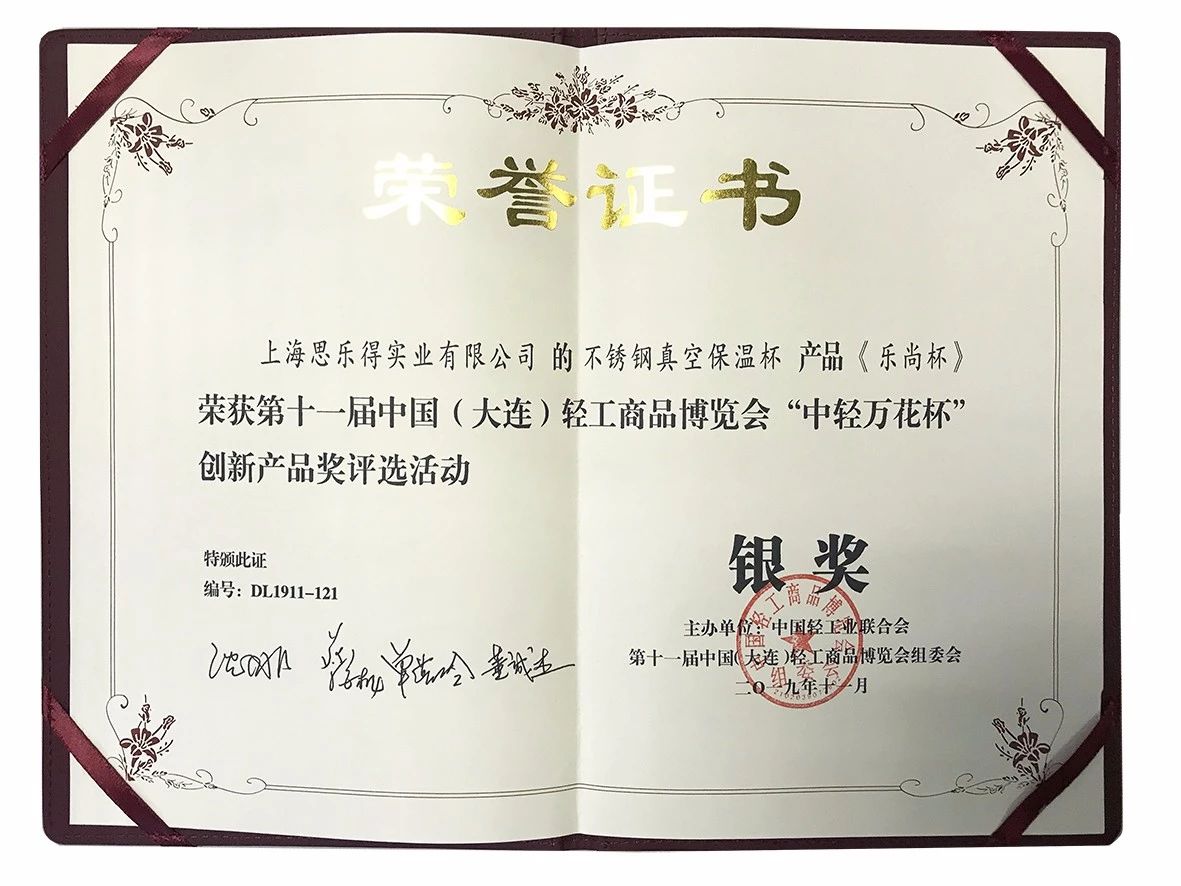 荣誉证书
上海思乐得实业有限公司 的 不锈钢真空保温杯 产品《乐尚杯》
荣获第十一届中国（大连）轻工商品博览会“中轻万花杯”
创新产品奖评选活动
银奖
特颁此证
编号：DL1911-121
主办单位：中国轻工业联合会
第十一届中国(大连)轻工商品博览会组委会
二〇一九年十一月